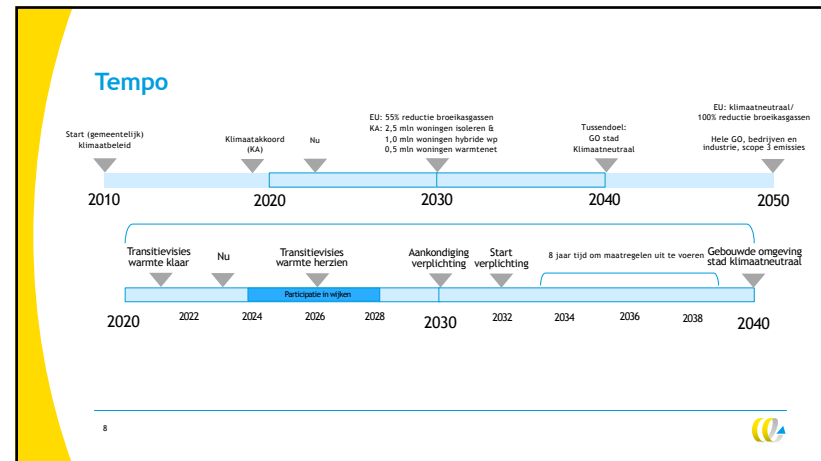 Tempo
Start (gemeentelijk)
klimaatbeleid
Klimaatakkoord
(KA)
Nu
EU: 55% reductie broeikasgassen
KA: 2,5 mln woningen isoleren &
1,0 mln woningen hybride wp
0,5 mln woningen warmtenet
Tussendoel:
GO stad
Klimaatneutraal
EU: klimaatneutraal/
100% reductie broeikasgassen
Hele GO, bedrijven en
industrie, scope 3 emissies
2010
2020
2030
2040
2050
Transitievisies
warmte klaar
Nu
Transitievisies
warmte herzien
Aankondiging
verplichting
Start
verplichting
8 jaar tijd om maatregelen uit te voeren
Gebouwde omgeving
stad klimaatneutraal
Participatie in wijken
2020
2022
2024
2026
2028
2030
2032
2034
2036
2038
2040
8